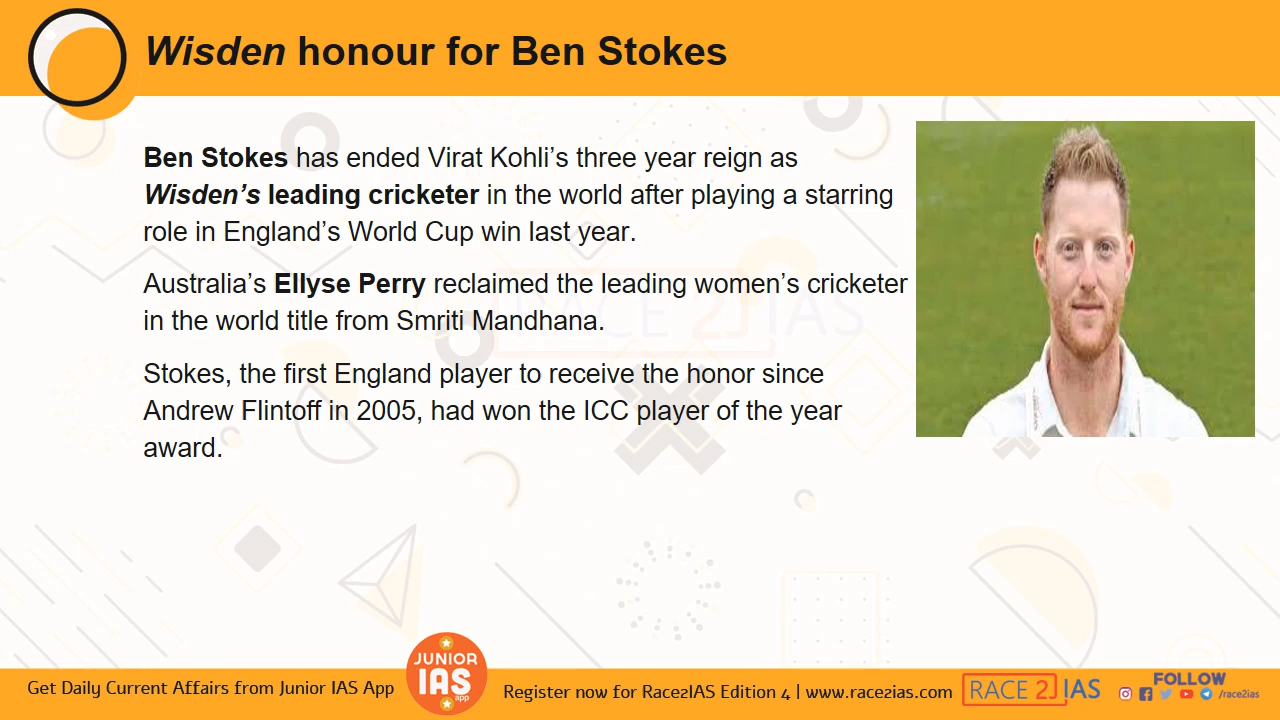 Wisden honour for Ben Stokes
Ben Stokes has ended Virat Kohli’s three year reign as
Wisden’s leading cricketer in the world after playing a starring
role in England’s World Cup win last year.
Australia’s Ellyse Perry reclaimed the leading women’s cricketer
in the world title from Smriti Mandhana.
RACE 2 IAS
Stokes, the first England player to receive the honor since
Andrew Flintoff in 2005, had won the ICC player of the year
award.
Get Daily Current Affairs from Junior IAS App
JUNIOR
IAS
app
Register now for Race2IAS Edition 4 | www.race2ias.com
RACE 2 IAS
FOLLOW
/race2ias